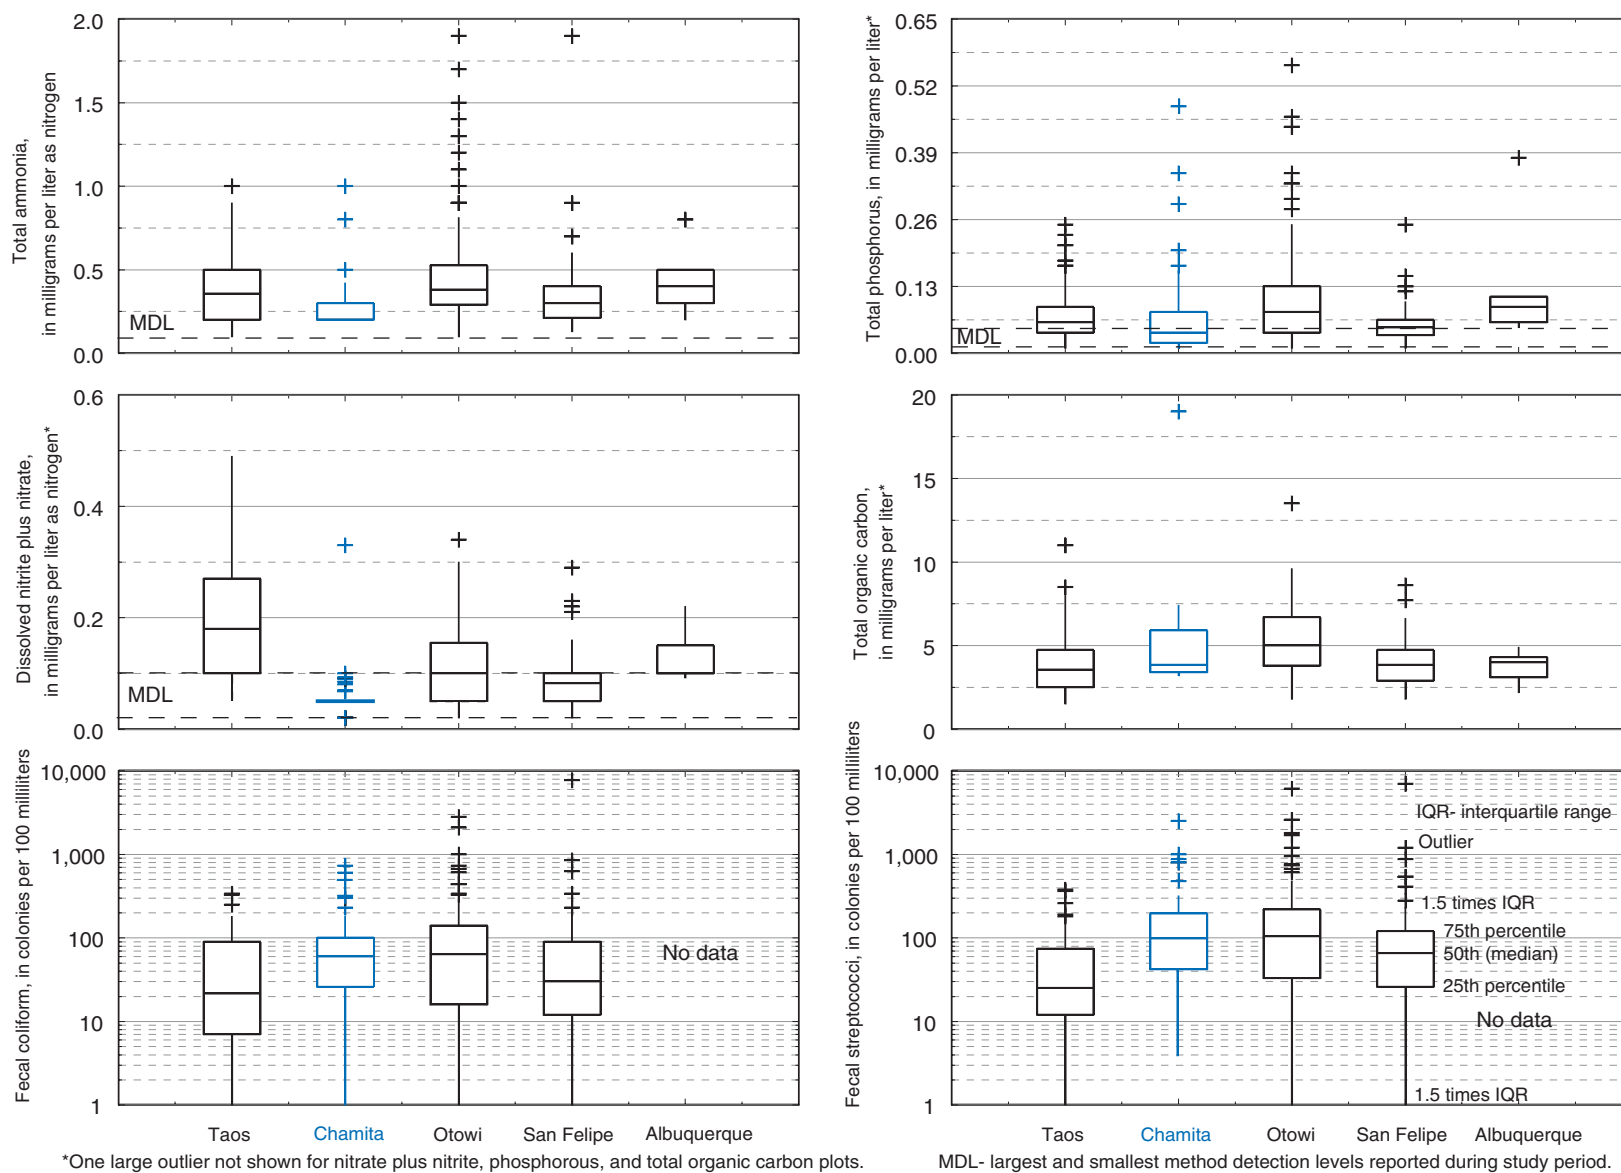 Total ammonia,
in milligrams per liter as nitrogen
2.0
1.5
1.0
0.5
0.0
MDL
Total phosphorus, in milligrams per liter*
0.65
0.52
0.39
0.26
0.13
0.00
MDL
Dissolved nitrite plus nitrate,
in milligrams per liter as nitrogen*
0.6
0.4
0.2
0.0
MDL
Total organic carbon,
in milligrams per liter*
20
15
10
5
0
Fecal coliform, in colonies per 100 milliliters
10,000
1,000
100
10
1
No data
Fecal streptococci, in colonies per 100 milliliters
10,000
1,000
100
10
1
IQR- interquartile range
Outlier
1.5 times IQR
75th percentile
50th (median)
25th percentile
No data
1.5 times IQR
Taos Chamita Otowi San Felipe Albuquerque
Taos Chamita Otowi San Felipe Albuquerque
*One large outlier not shown for nitrate plus nitrite, phosphorous, and total organic carbon plots.
MDL- largest and smallest method detection levels reported during study period.